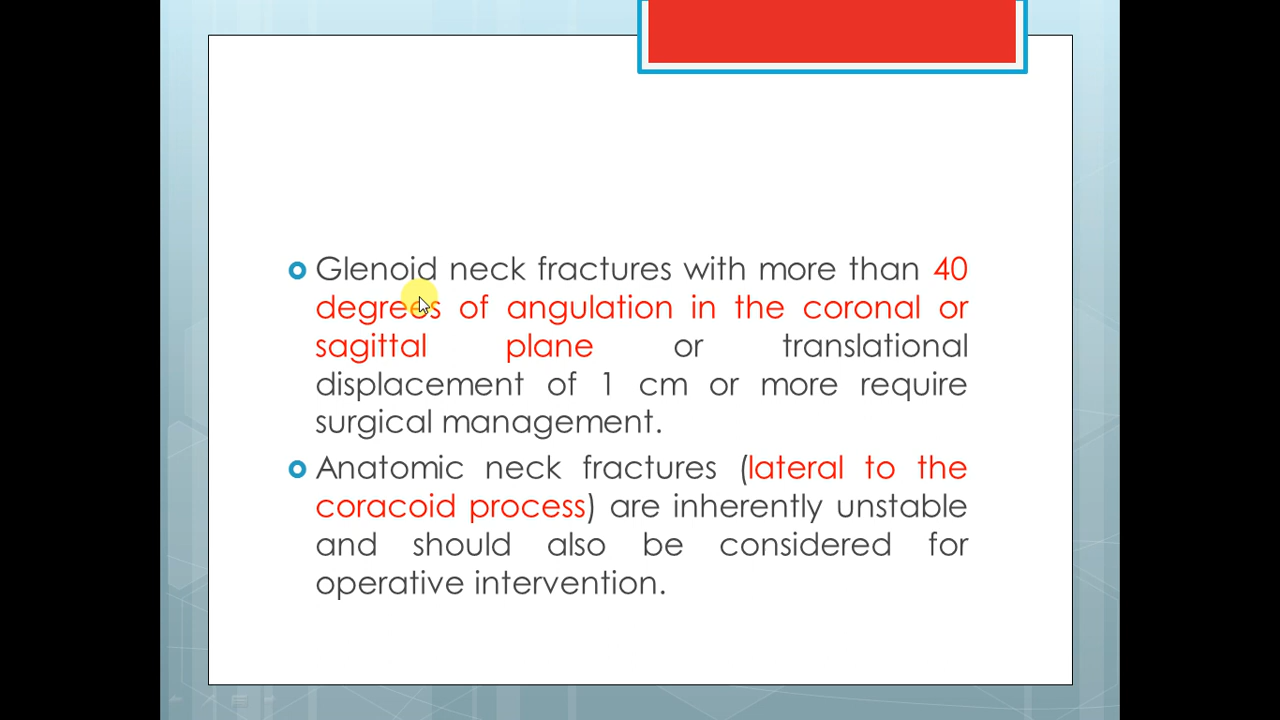 Glenoid neck fractures with more than 40
degrees of angulation in the coronal or
sagittal plane or translational
displacement of 1 cm or more require
surgical management.
Anatomic neck fractures (lateral to the
coracoid process) are inherently unstable
and should also be considered for
operative intervention.